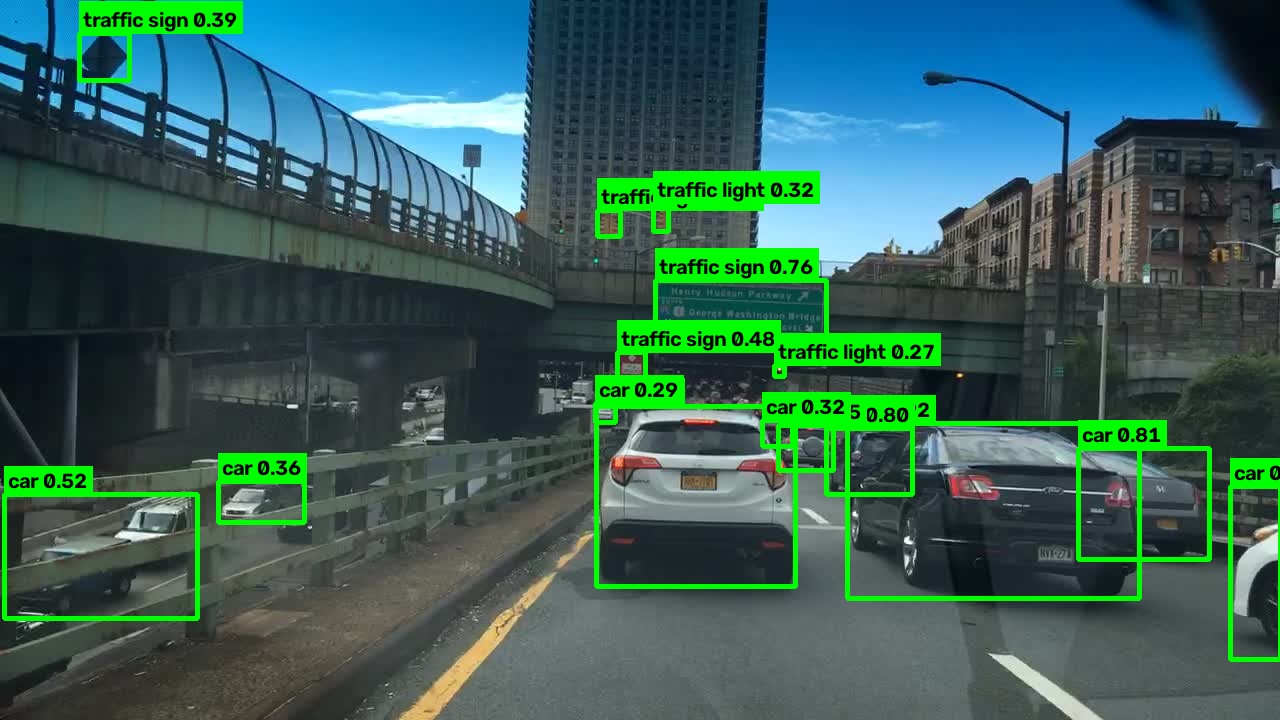 traffic sign 0.39
traffic light 0.32
traffic sign 0.76
Henry Hudson Parkway
George Washington Bridge
traffic sign 0.48
traffic light 0.27
car 0.29
car 0.32
0.80
car 0.81
car 0.36
car 0.52
car
Ford